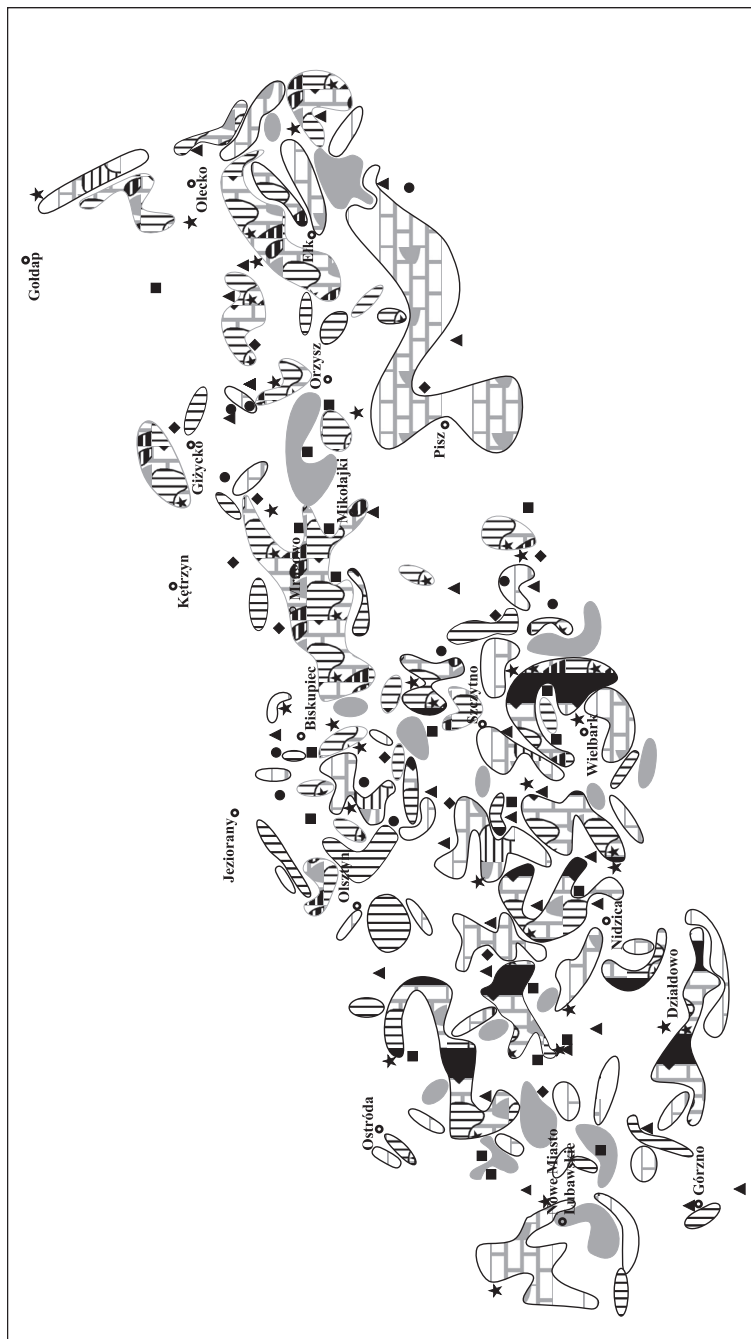 Gołdap
Kętrzyn
Giżycko
Olecko
Jeziorany
Mrągowo
Ełk
Biskupiec
Orzysz
Mikołajki
Olsztyn
Ostróda
Pisz
Szczytno
Nowe Miasto
Lubawskie
Wielbark
Nidzica
Działdowo
Górzno